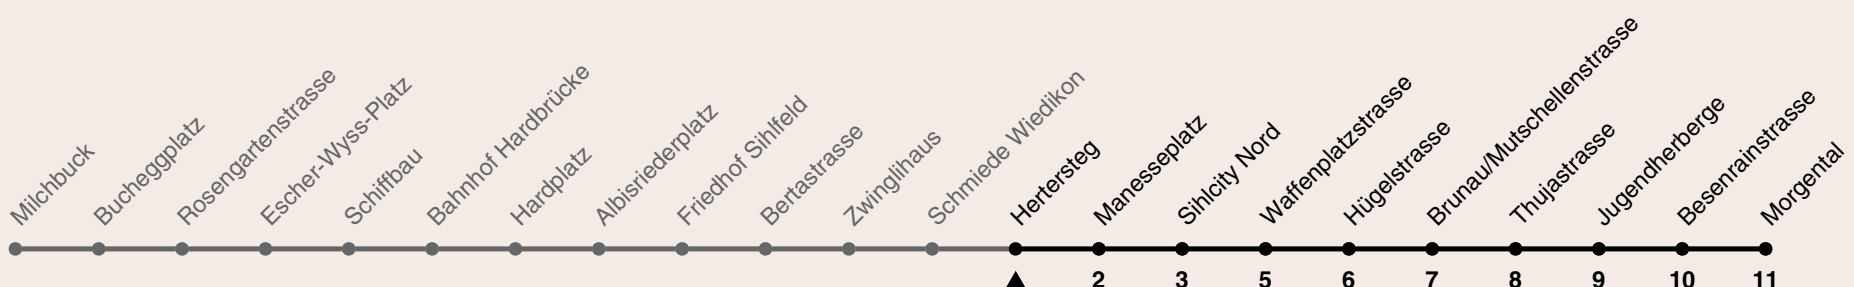 Milchbuck
Bucheggplatz
Rosengartenstrasse
Escher-Wyss-Platz
Schiffbau
Bahnhof Hardbrücke
Hardplatz
Albisriederplatz
Friedhof Sihlfeld
Bertastrasse
Zwinglihaus
Schmiede Wiedikon
Hertersteg
Manesseplatz
Sihlcity Nord
Waffenplatzstrasse
Hügelstrasse
Brunau/Mutschellenstrasse
Thujastrasse
Jugendherberge
Besenrainstrasse
Morgental
2 3 5 6 7 8 9 10 11